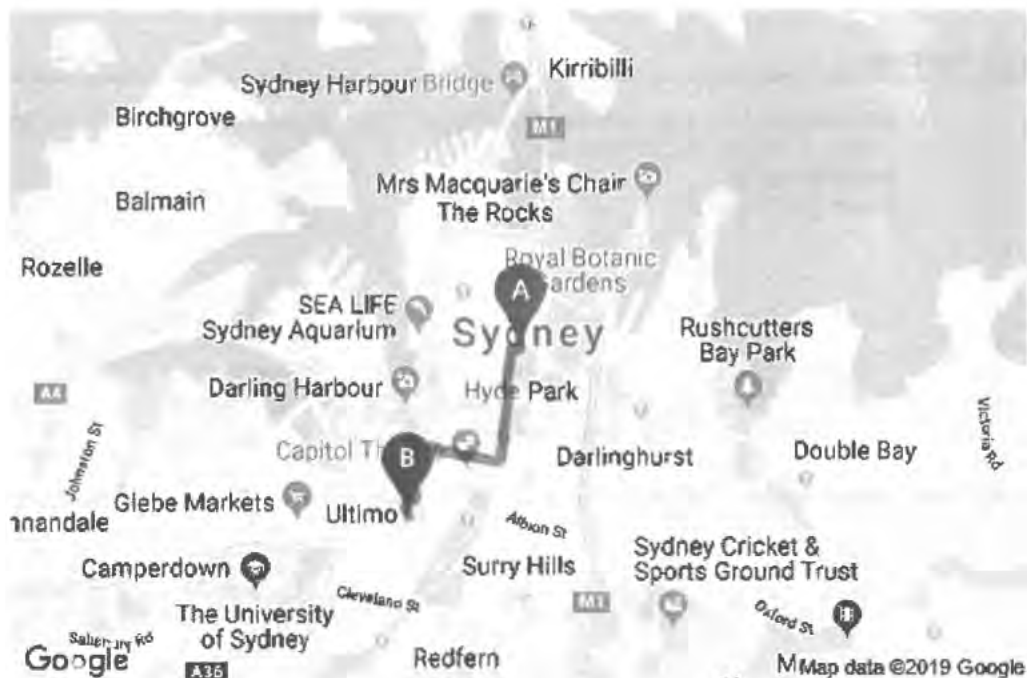 Kirribilli
Sydney Harbour Bridge
Birchgrove
M1
Mrs Macquarie's Chair
The Rocks
Balmain
Royal Botanic
Gardens
Rozelle
A
SEA LIFE
Sydney Aquarium
Sydney
Rushcutters
Bay Park
Darling Harbour
Hyde Park
A4
Victoria Rd
Johnston St
Capitol
B
Darlinghurst
Double Bay
Glebe Markets
Ultimo
nnandale
Albion St
Sydney Cricket &
Sports Ground Trust
Camperdown
Surry Hills
Cleveland St
M1
Oxford St
The University
of Sydney
Google
A36
Redfern
Map data ©2019 Google